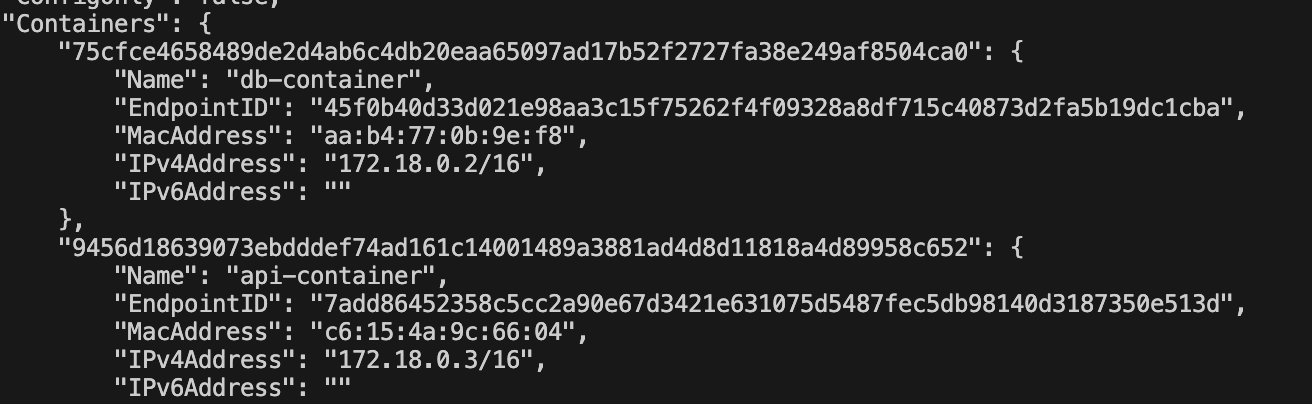 "Configonly": false,
"Containers": {
"75cfce4658489de2d4ab6c4db20eaa65097ad17b52f2727fa38e249af8504ca0": {
"Name": "db-container",
"EndpointID": "45f0b40d33d021e98aa3c15f75262f4f09328a8df715c40873d2fa5b19dc1cba",
"MacAddress": "aa:b4:77:0b:9e:f8",
"IPv4Address": "172.18.0.2/16",
"IPv6Address": ""
},
"9456d18639073ebdddef74ad161c14001489a3881ad4d8d11818a4d89958c652": {
"Name": "api-container",
"EndpointID": "7add86452358c5cc2a90e67d3421e631075d5487fec5db98140d3187350e513d",
"MacAddress": "c6:15:4a:9c:66:04",
"IPv4Address": "172.18.0.3/16",
"IPv6Address": ""